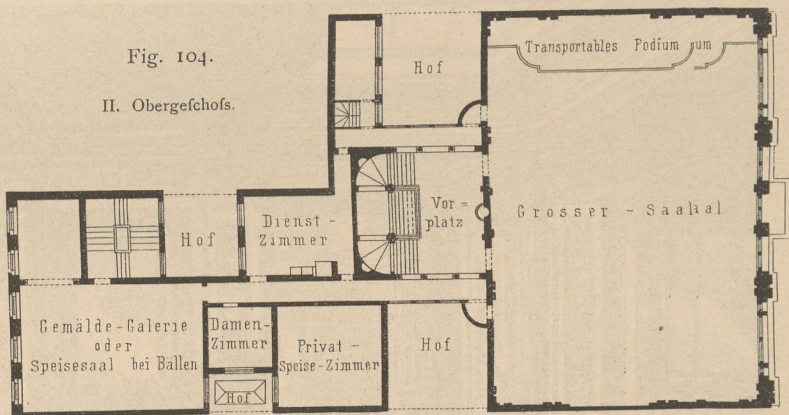 Fig. 104.
II. Obergeſchoſs.
Hof
Transportables Podium um
Hof
Dienst-
Zimmer
Vor=
platz
Grosser - Saalal
Gemälde-Galerie
oder
Speisesaal bei Bällen
Damen-
Zimmer
Hof
Privat -
Speise-Zimmer
Hof